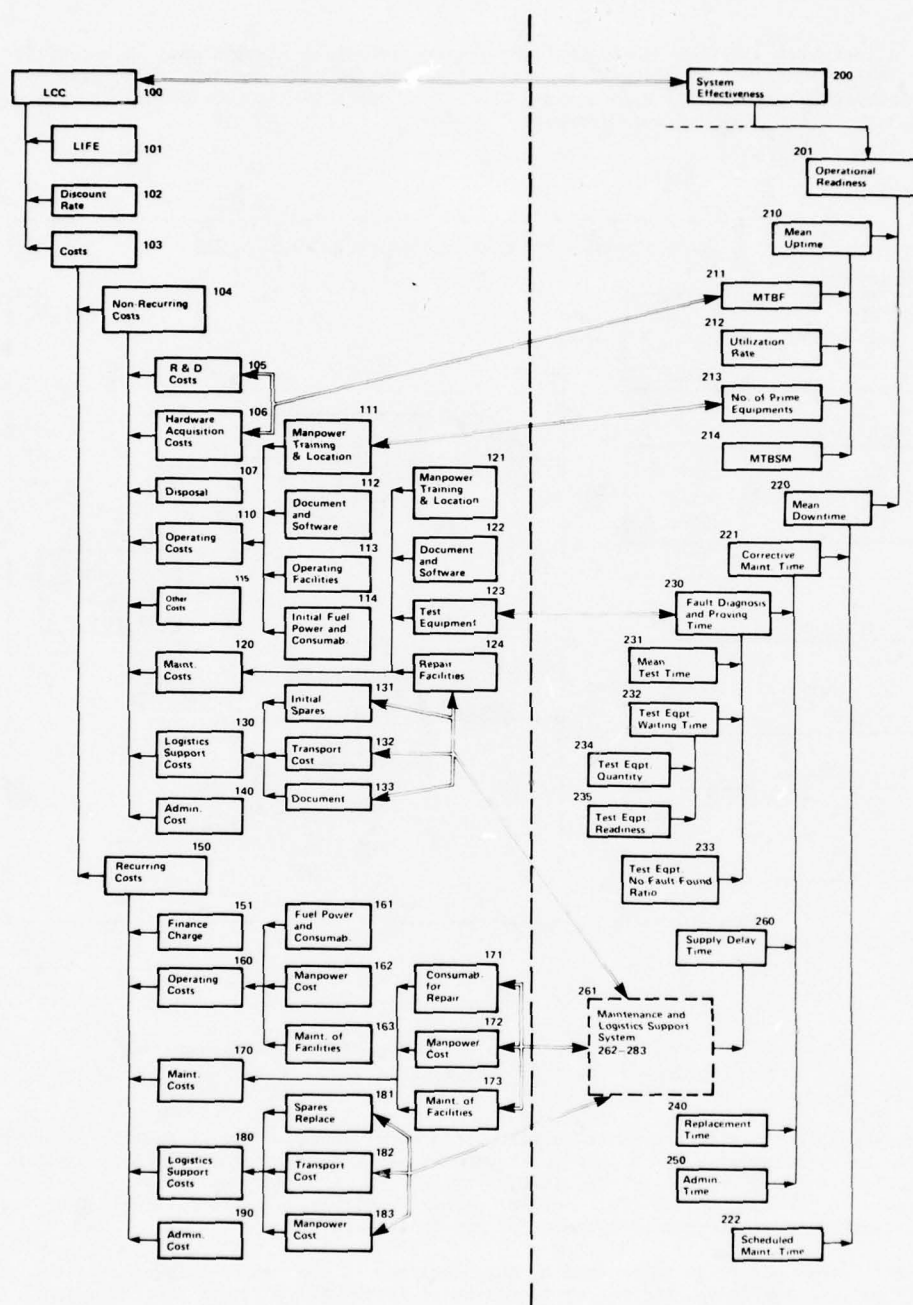 LCC
100
LIFE
101
Discount
Rate
102
Costs
103
Non-Recurring
Costs
104
R & D
Costs
105
Hardware
Acquisition
Costs
106
Disposal
107
Operating
Costs
110
Manpower
Training
& Location
111
Document
and
Software
112
Operating
Facilities
113
Initial Fuel
Power and
Consumab.
114
Other
Costs
115
Maint.
Costs
120
Manpower
Training
& Location
121
Document
and
Software
122
Test
Equipment
123
Repair
Facilities
124
Logistics
Support
Costs
130
Initial
Spares
131
Transport
Cost
132
Document
133
Admin.
Cost
140
Recurring
Costs
150
Finance
Charge
151
Operating
Costs
160
Fuel Power
and
Consumab.
161
Manpower
Cost
162
Maint. of
Facilities
163
Maint.
Costs
170
Consumab.
for
Repair
171
Manpower
Cost
172
Maint. of
Facilities
173
Logistics
Support
Costs
180
Spares
Replace
181
Transport
Cost
182
Manpower
Cost
183
Admin.
Cost
190
System
Effectiveness
200
201
Operational
Readiness
210
Mean
Uptime
211
MTBF
212
Utilization
Rate
213
No. of Prime
Equipments
214
MTBSM
220
Mean
Downtime
221
Corrective
Maint. Time
230
Fault Diagnosis
and Proving
Time
231
Mean
Test Time
232
Test Eqpt.
Waiting Time
234
Test Eqpt.
Quantity
235
Test Eqpt.
Readiness
233
Test Eqpt.
No Fault Found
Ratio
260
Supply Delay
Time
261
Maintenance and
Logistics Support
System
262–283
240
Replacement
Time
250
Admin.
Time
222
Scheduled
Maint. Time